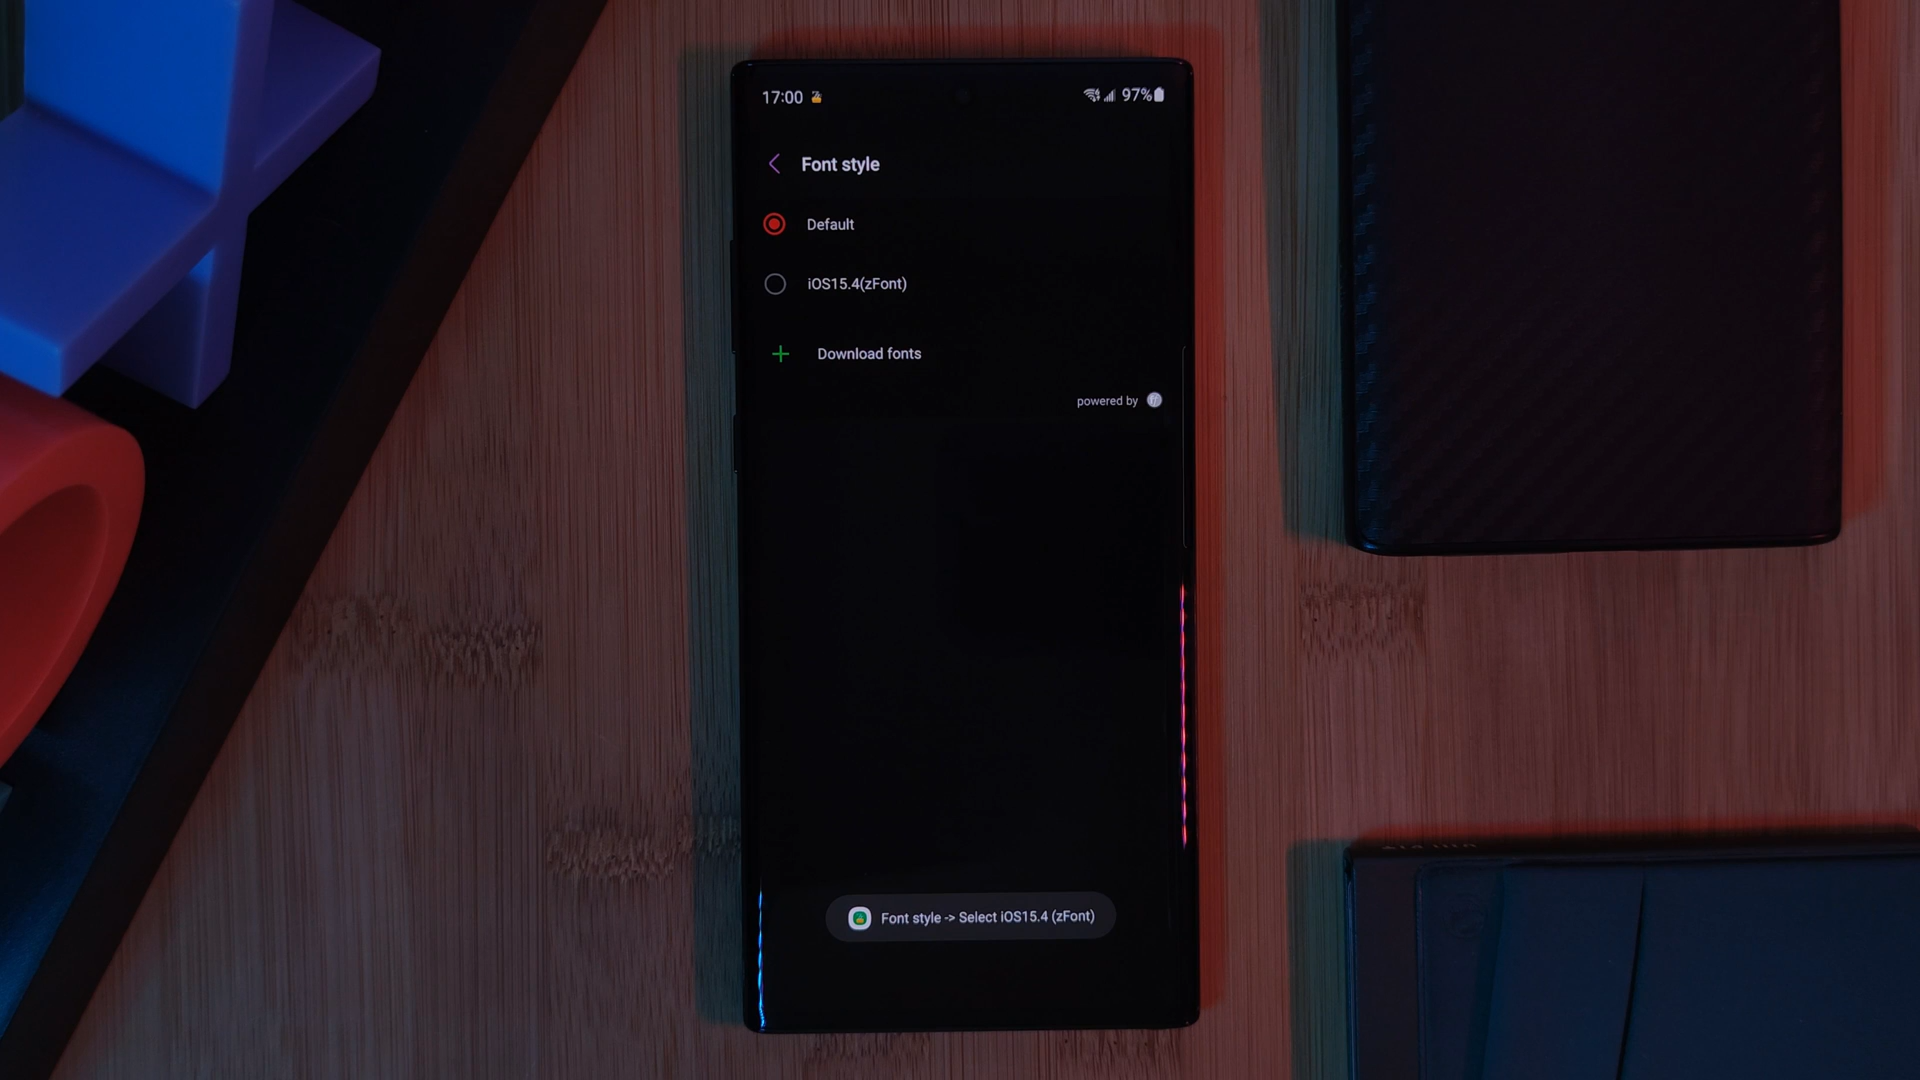 17:00
97%
Font style
Default
iOS15.4(zFont)
Download fonts
powered by
Font style -> Select iOS15.4 (zFont)